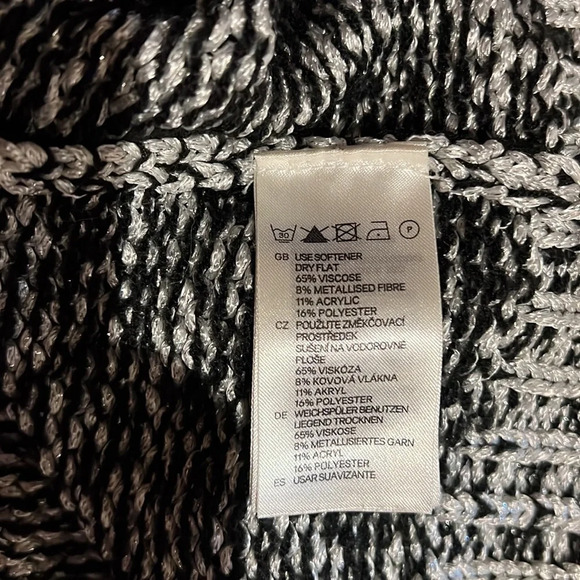 30 P
GB USE SOFTENER
DRY FLAT
65% VISCOSE
8% METALLISED FIBRE
11% ACRYLIC
16% POLYESTER
CZ POUŽIJTE ZMĚKČOVACÍ
PROSTŘEDEK
SUŠENÍ NA VODOROVNÉ
PLOŠE
65% VISKÓZA
8% KOVOVÁ VLÁKNA
11% AKRYL
16% POLYESTER
DE WEICHSPÜLER BENUTZEN
LIEGEND TROCKNEN
65% VISKOSE
8% METALLISIERTES GARN
11% ACRYL
16% POLYESTER
ES USAR SUAVIZANTE